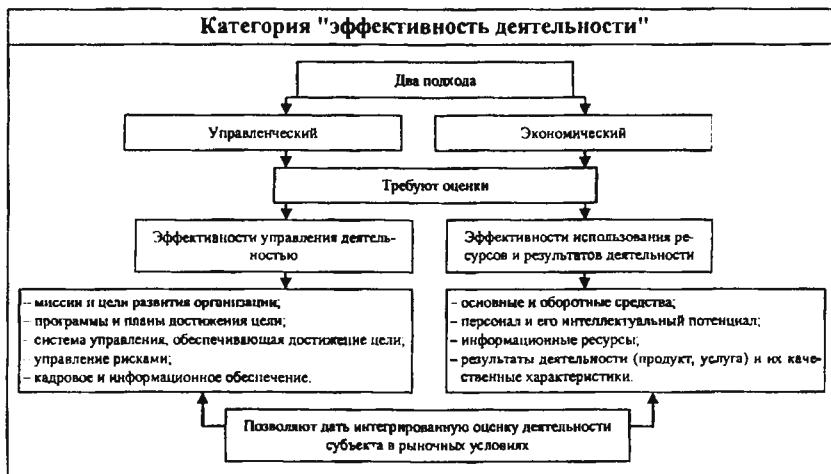 Категория "эффективность деятельности"
Два подхода
Управленческий
Экономический
Требуют оценки
Эффективности управления деятель-
ностью
Эффективности использования ре-
сурсов и результатов деятельности
– миссии и цели развития организации;
– программы и планы достижения цели;
– система управления, обеспечивающая достижение цели;
– управление рисками;
– кадровое и информационное обеспечение.
– основные и оборотные средства;
– персонал и его интеллектуальный потенциал;
– информационные ресурсы;
– результаты деятельности (продукт, услуга) и их каче-
ственные характеристики.
Позволяют дать интегрированную оценку деятельности
субъекта в рыночных условиях